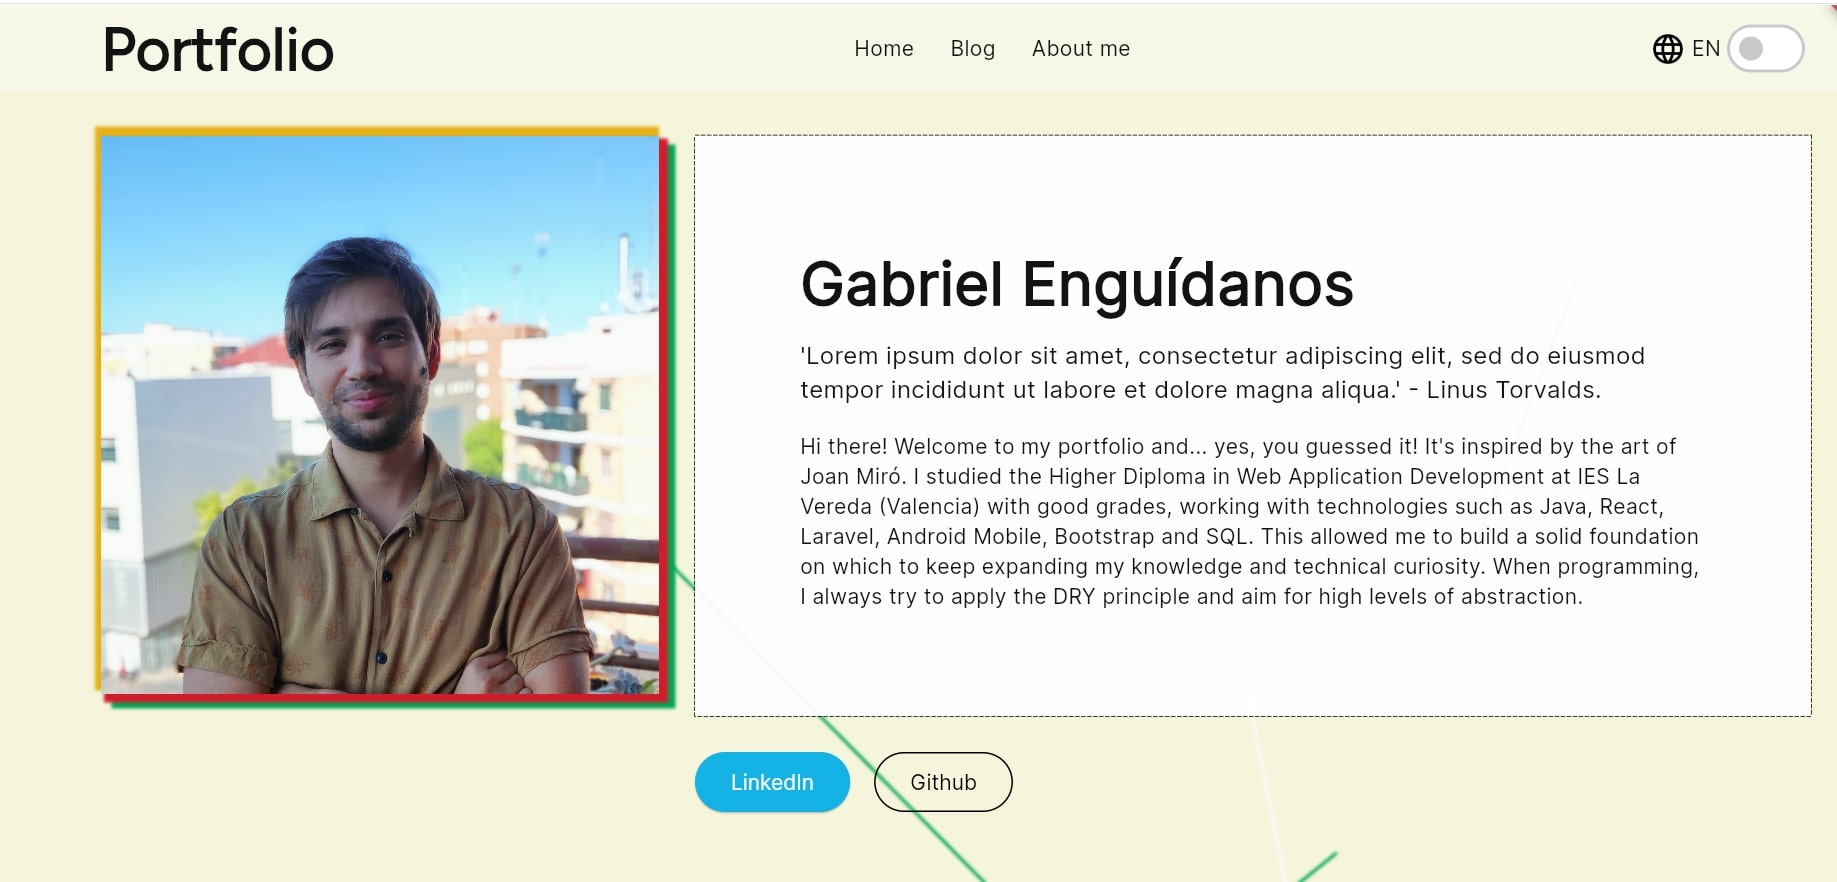 Portfolio
Home
Blog
About me
EN
Gabriel Enguídanos
'Lorem ipsum dolor sit amet, consectetur adipiscing elit, sed do eiusmod
tempor incididunt ut labore et dolore magna aliqua.' - Linus Torvalds.
Hi there! Welcome to my portfolio and... yes, you guessed it! It's inspired by the art of
Joan Miró. I studied the Higher Diploma in Web Application Development at IES La
Vereda (Valencia) with good grades, working with technologies such as Java, React,
Laravel, Android Mobile, Bootstrap and SQL. This allowed me to build a solid foundation
on which to keep expanding my knowledge and technical curiosity. When programming,
I always try to apply the DRY principle and aim for high levels of abstraction.
LinkedIn
Github